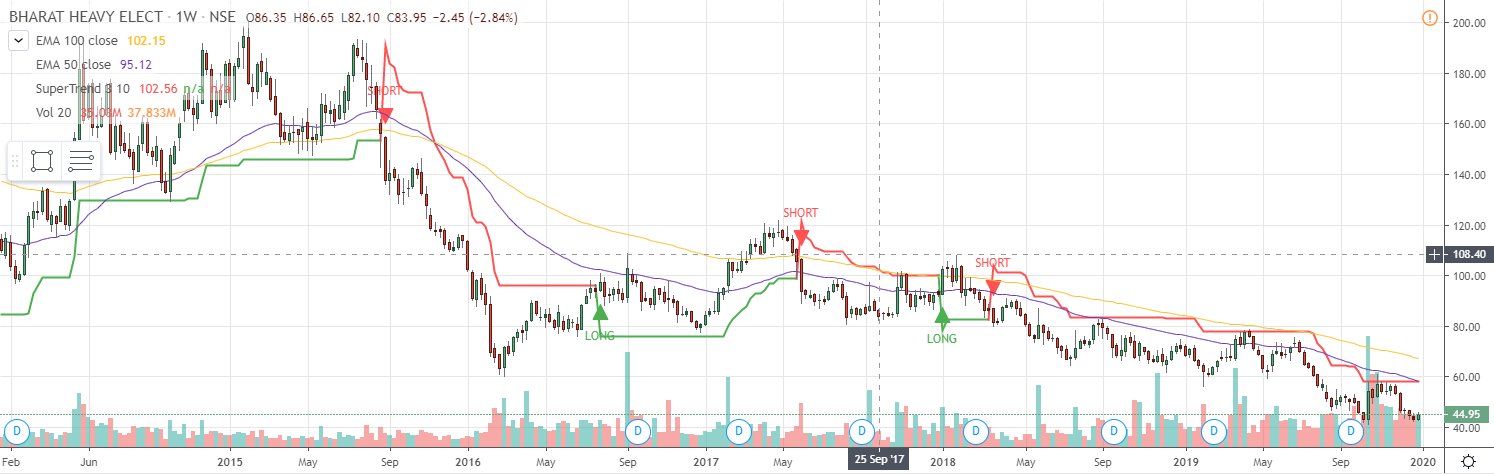 BHARAT HEAVY ELECT · 1W · NSE O86.35 H86.65 L82.10 C83.95 −2.45 (−2.84%)
EMA 100 close 102.15
EMA 50 close 95.12
SuperTrend 3 10 102.56 n/a n/a
Vol 20 35.08M 37.833M
SHORT
LONG
SHORT
LONG
SHORT
200.00
180.00
160.00
140.00
120.00
108.40
100.00
80.00
60.00
44.95
40.00
D D D D D D D D
Feb Jun 2015 May Sep 2016 May Sep 2017 May 25 Sep '17 2018 May Sep 2019 May Sep 2020